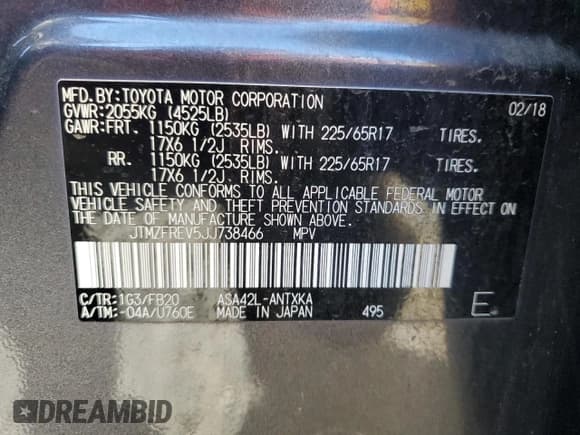 MFD.BY:TOYOTA MOTOR CORPORATION 02/18
GVWR:2055KG (4525LB)
GAWR:FRT. 1150KG (2535LB) WITH 225/65R17 TIRES.
17X6 1/2J RIMS.
RR. 1150KG (2535LB) WITH 225/65R17 TIRES.
17X6 1/2J RIMS.
THIS VEHICLE CONFORMS TO ALL APPLICABLE FEDERAL MOTOR
VEHICLE SAFETY AND THEFT PREVENTION STANDARDS IN EFFECT ON
THE DATE OF MANUFACTURE SHOWN ABOVE.
JTMZFREV5JJ738466 MPV
C/TR:1G3/FB20 ASA42L-ANTXKA
A/TM:-04A/U760E MADE IN JAPAN 495 E
DREAMBID